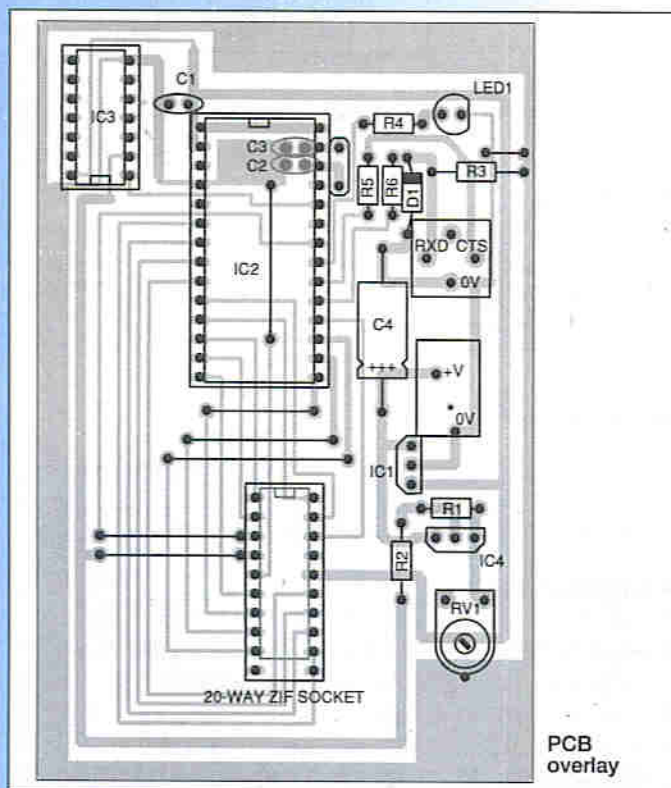 C1
IC3
LED1
R4
C3
C2
R3
R5
R6
D1
RXD CTS
0V
IC2
C4
+++
+V
0V
IC1
R1
IC4
R2
RV1
20-WAY ZIF SOCKET
PCB
overlay